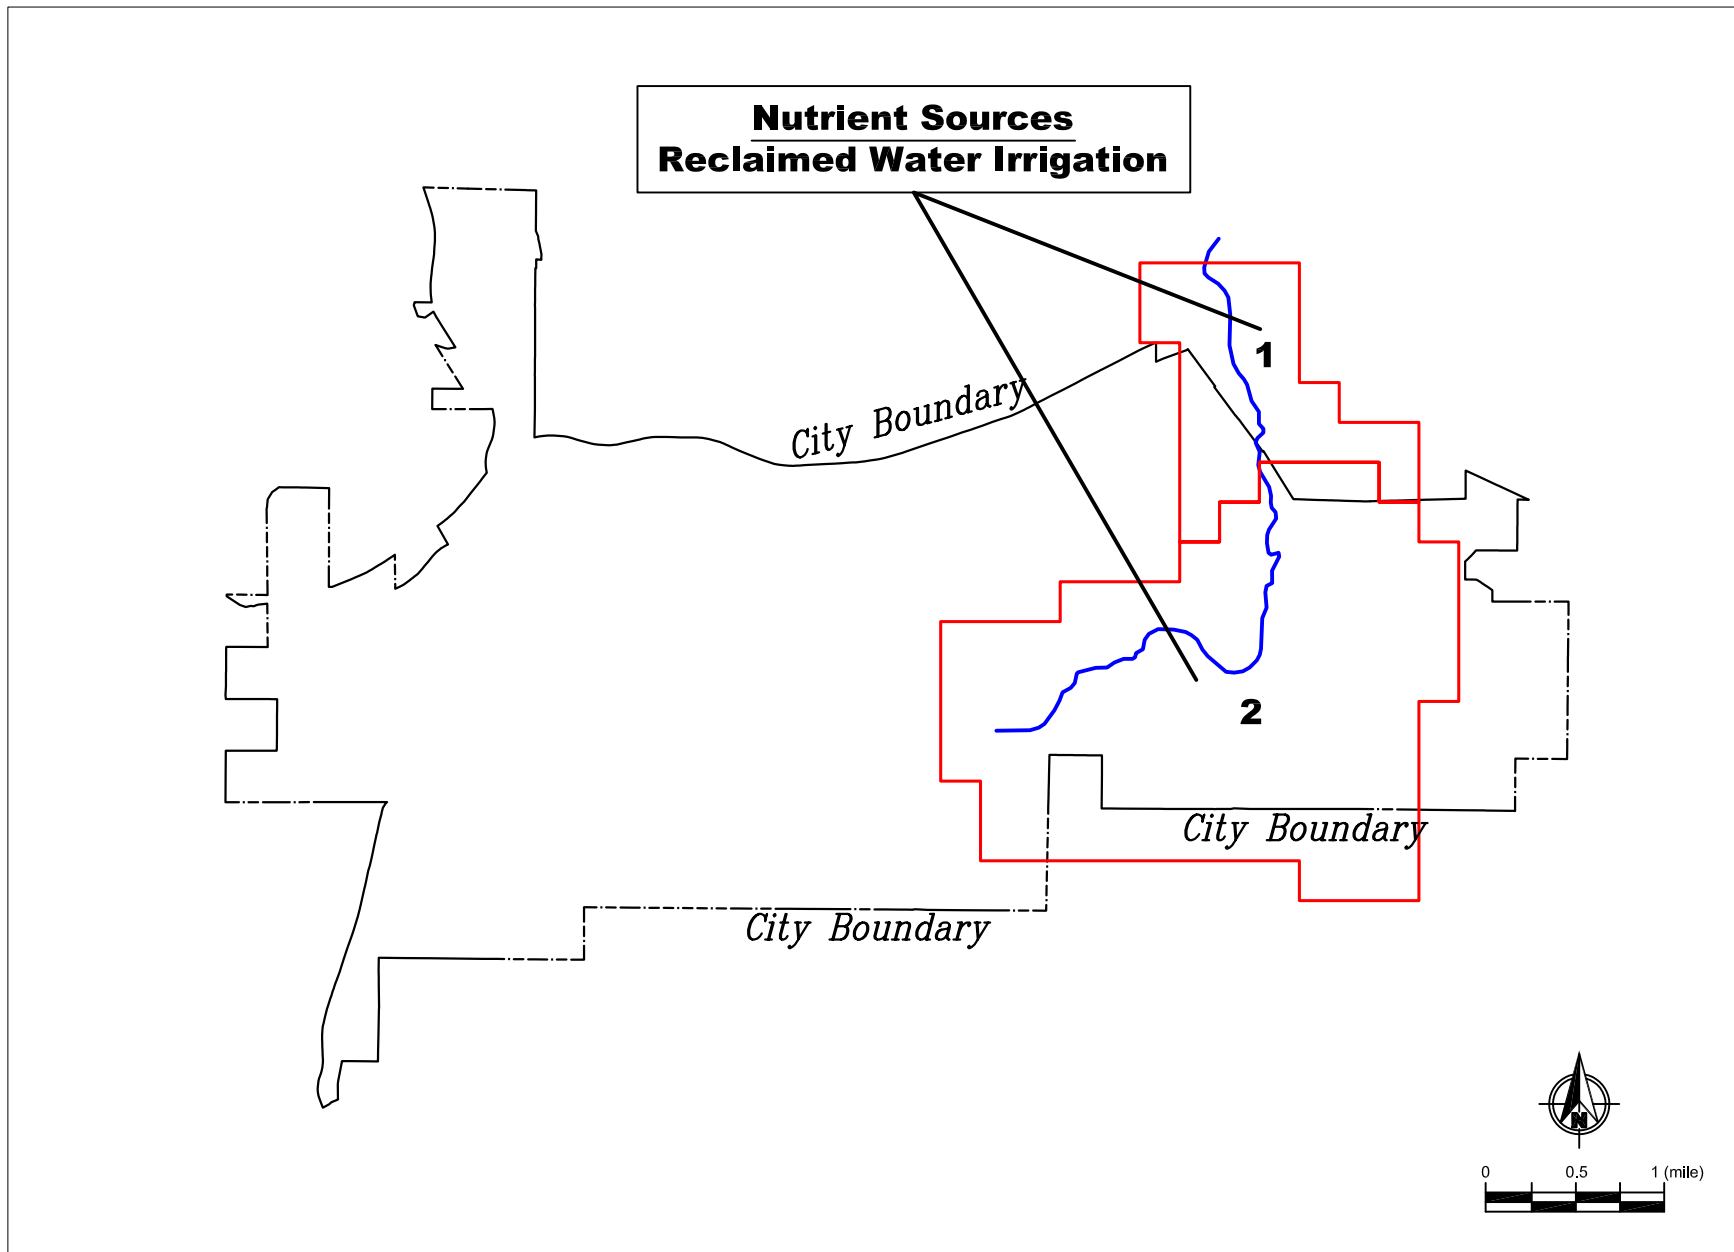 Nutrient Sources
Reclaimed Water Irrigation
1
City Boundary
2
City Boundary
City Boundary
N
0 0.5 1 (mile)